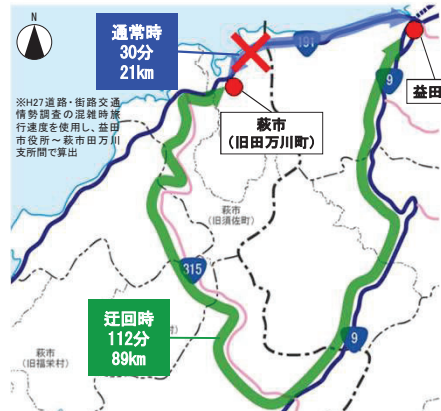 N
通常時
30分
21km
191
9
益田
※H27道路・街路交通
情勢調査の混雑時旅
行速度を使用し、益田
市役所~萩市田万川
支所間で算出
萩市
(旧田万川町)
萩市
(旧須佐町)
315
迂回時
112分
89km
村)
9
萩市
(旧福栄村)